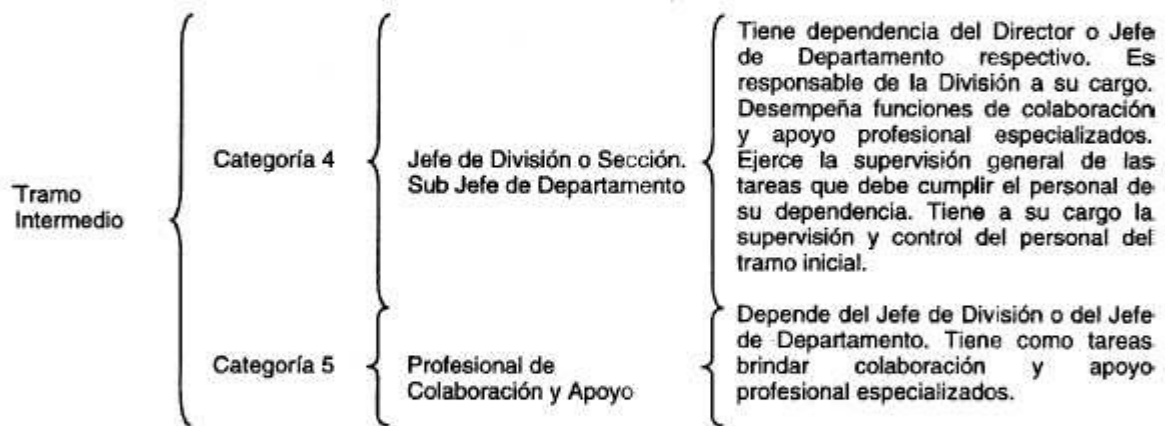 Tramo
Intermedio
Categoría 4
Jefe de División o Sección.
Sub Jefe de Departamento
Tiene dependencia del Director o Jefe
de Departamento respectivo. Es
responsable de la División a su cargo.
Desempeña funciones de colaboración
y apoyo profesional especializados.
Ejerce la supervisión general de las
tareas que debe cumplir el personal de
su dependencia. Tiene a su cargo la
supervisión y control del personal del
tramo inicial.
Categoría 5
Profesional de
Colaboración y Apoyo
Depende del Jefe de División o del Jefe
de Departamento. Tiene como tareas
brindar colaboración y apoyo
profesional especializados.